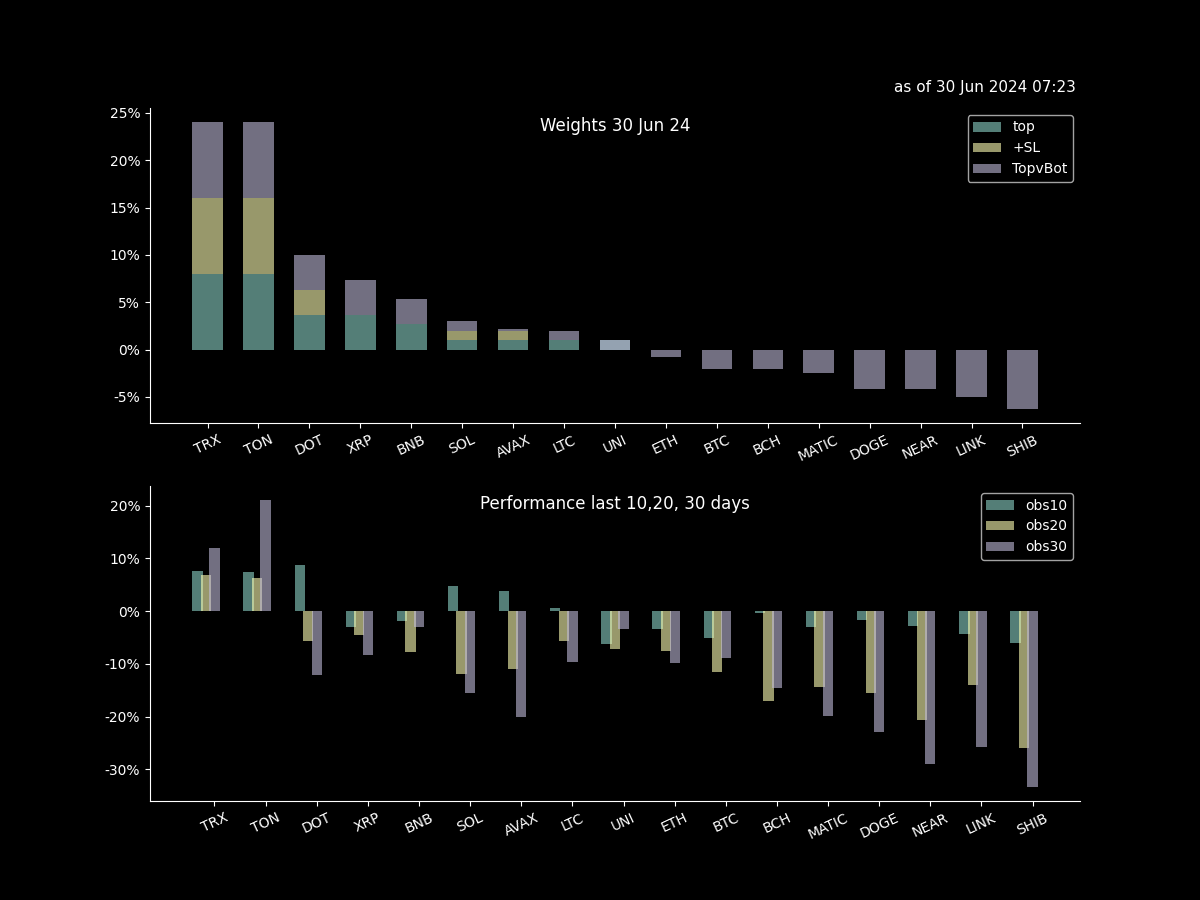 as of 30 Jun 2024 07:23
Weights 30 Jun 24
top
+SL
TopvBot
25%
20%
15%
10%
5%
0%
-5%
TRX TON DOT XRP BNB SOL AVAX LTC UNI ETH BTC BCH MATIC DOGE NEAR LINK SHIB
Performance last 10,20, 30 days
obs10
obs20
obs30
20%
10%
0%
-10%
-20%
-30%
TRX TON DOT XRP BNB SOL AVAX LTC UNI ETH BTC BCH MATIC DOGE NEAR LINK SHIB